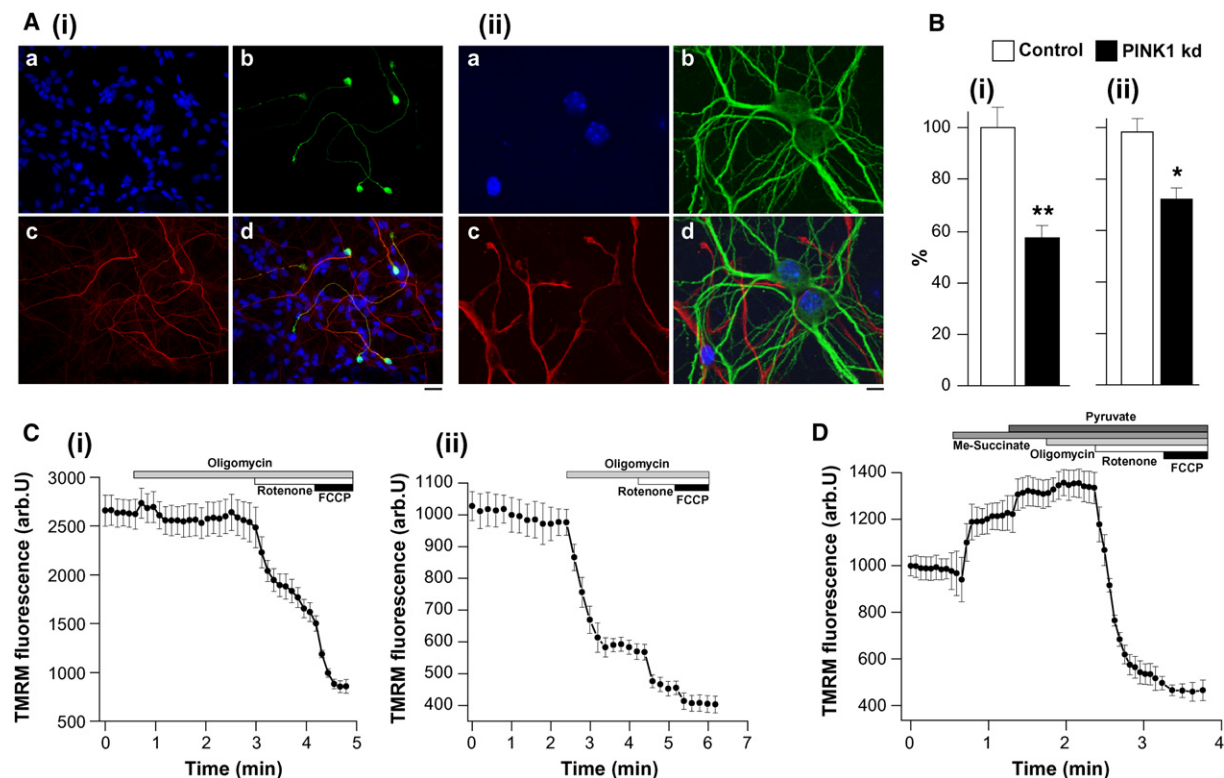 A (i)
(ii)
a
b
c
d
a
b
c
d
B
Control
PINK1 kd
(i)
(ii)
%
100
80
60
40
20
0
**
*
C (i)
TMRM fluorescence (arb.U)
3000
2500
2000
1500
1000
500
Oligomycin
Rotenone
FCCP
0 1 2 3 4 5
Time (min)
(ii)
TMRM fluorescence (arb.U)
1100
1000
900
800
700
600
500
400
Oligomycin
Rotenone
FCCP
0 1 2 3 4 5 6 7
Time (min)
D
Pyruvate
Me-Succinate
Oligomycin
Rotenone
FCCP
TMRM fluorescence (arb.U)
1400
1200
1000
800
600
400
0 1 2 3 4
Time (min)